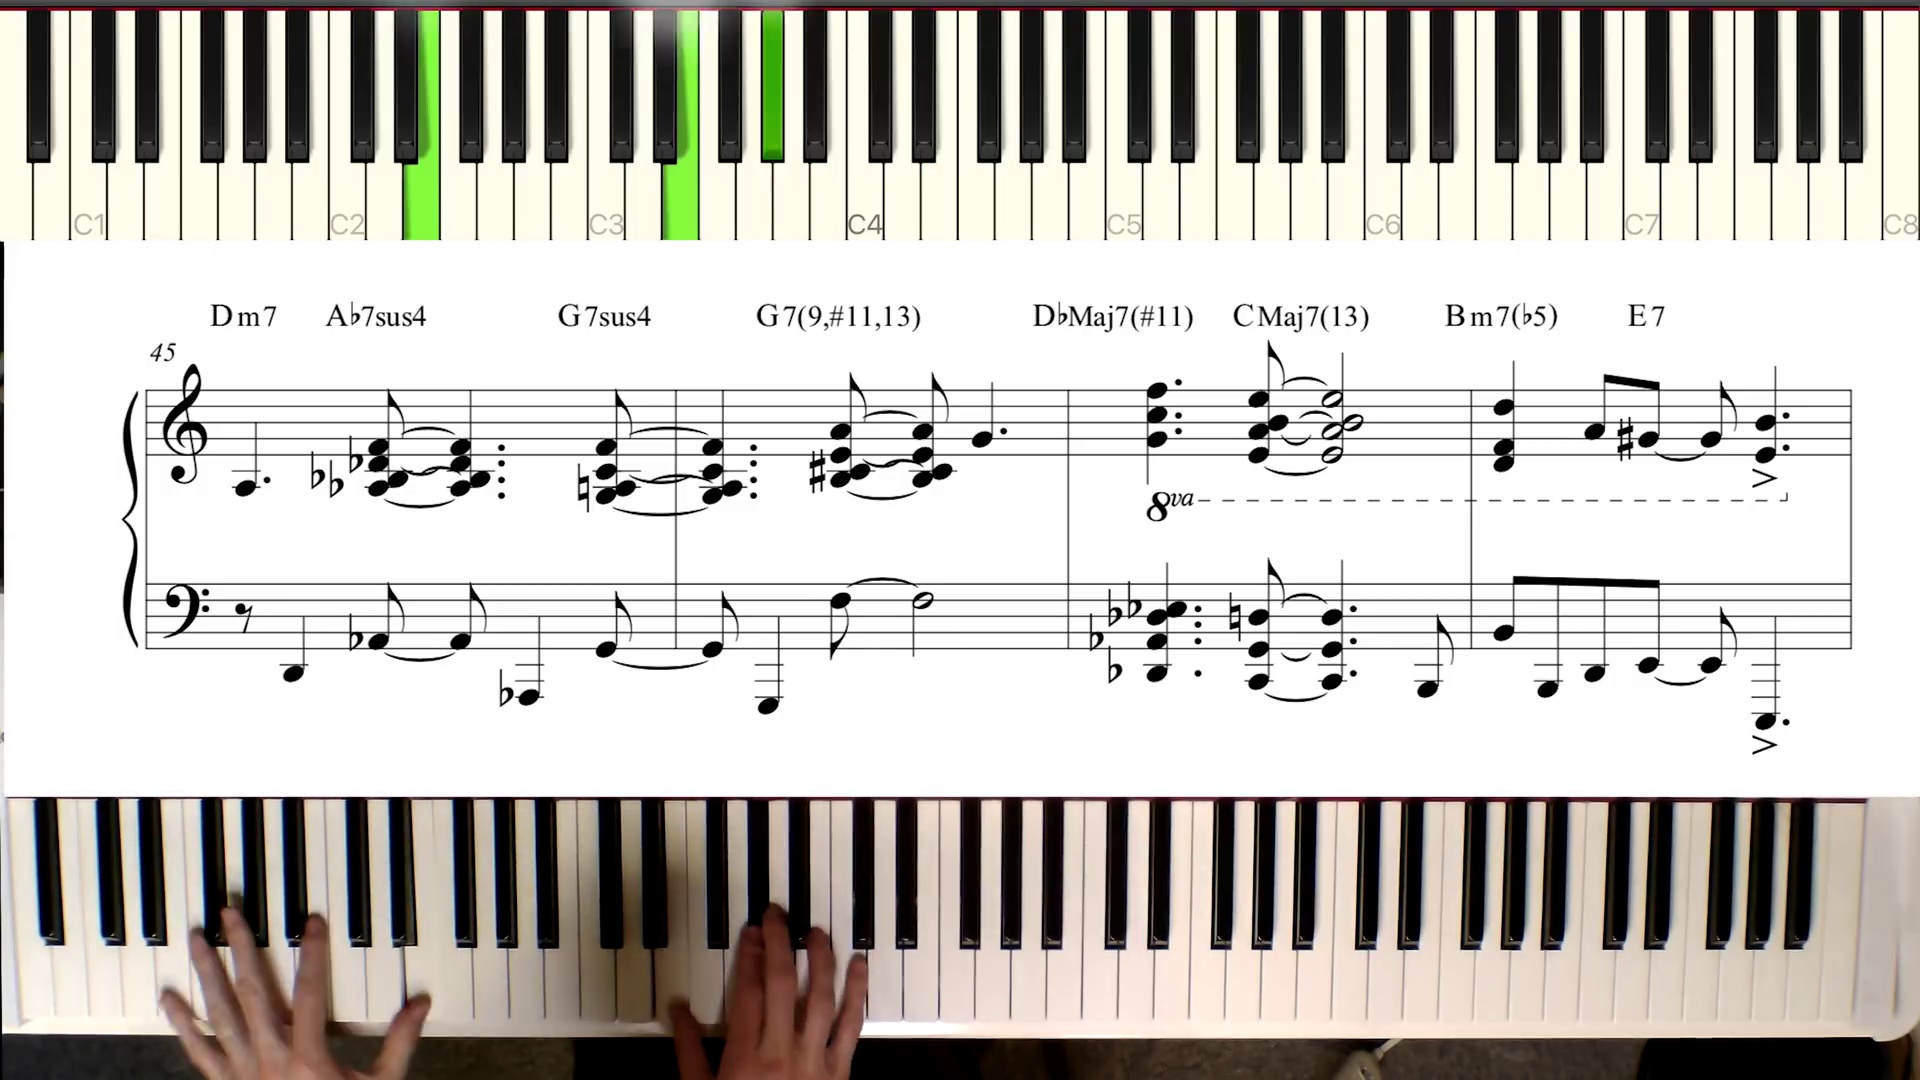 C1 C2 C3 C4 C5 C6 C7 C8
Dm7 A♭7sus4 G7sus4 G7(9,#11,13) D♭Maj7(#11) CMaj7(13) Bm7(♭5) E7
45
8va